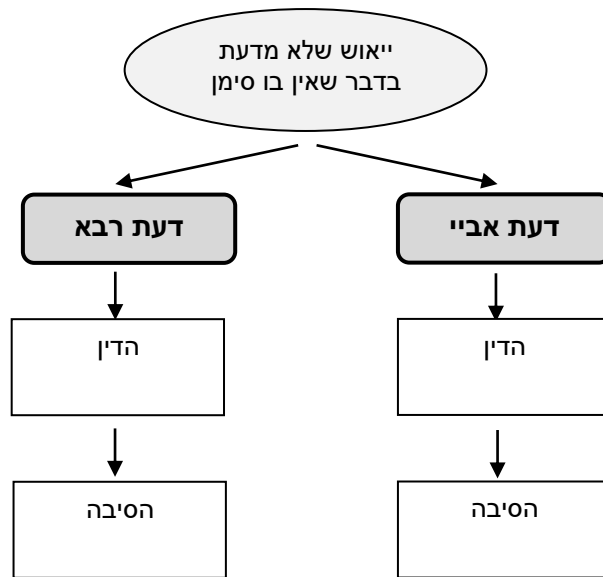 ייאוש שלא מדעת
בדבר שאין בו סימן
דעת אביי
דעת רבא
הדין
הדין
הסיבה
הסיבה